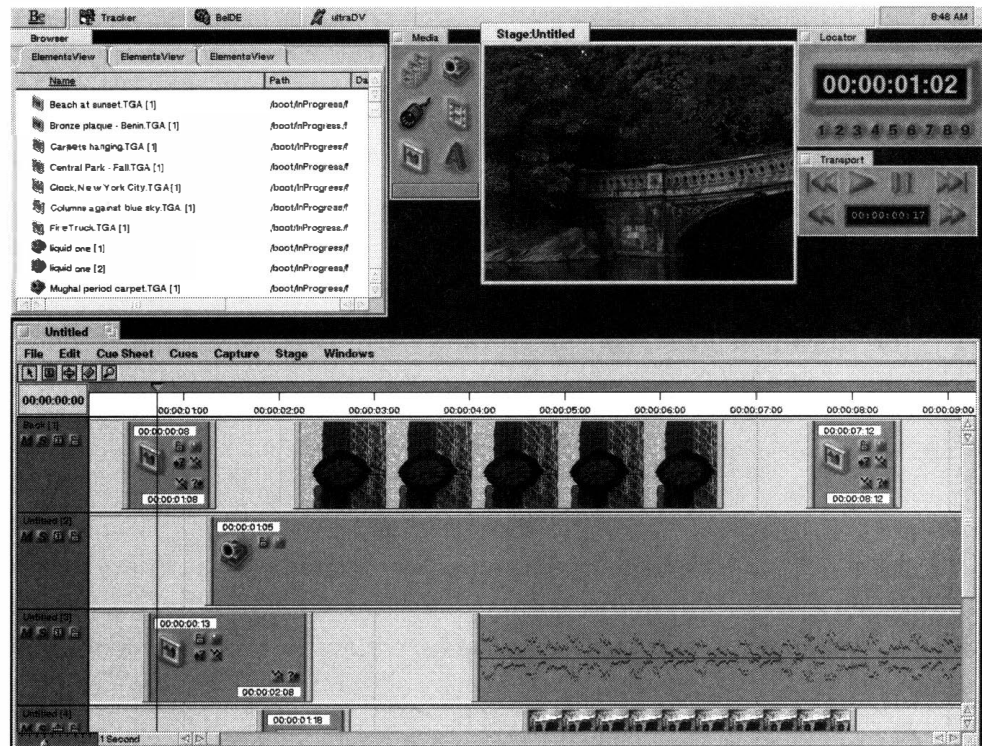 Be Tracker BeIDE ultraDV 8:48 AM
Browser
ElementsView ElementsView ElementsView
Name Path Da
Beach at sunset.TGA [1] /boot/InProgress/f
Bronze plaque - Benin.TGA [1] /boot/InProgress/f
Carpets hanging.TGA [1] /boot/InProgress/f
Central Park - Fall.TGA [1] /boot/InProgress/f
Clock, New York City.TGA [1] /boot/InProgress/f
Columns against blue sky.TGA [1] /boot/InProgress/f
Fire Truck.TGA [1] /boot/InProgress/f
liquid one [1] /boot/InProgress/f
liquid one [2] /boot/InProgress/f
Mughal period carpet.TGA [1] /boot/InProgress/f
Media
Stage:Untitled
Locator
00:00:01:02
1 2 3 4 5 6 7 8 9
Transport
00:00:00:17
Untitled
File Edit Cue Sheet Cues Capture Stage Windows
00:00:00:00
00:00:01:00 00:00:02:00 00:00:03:00 00:00:04:00 00:00:05:00 00:00:06:00 00:00:07:00 00:00:08:00 00:00:09:00
Back [1]
M S
00:00:00:08
00:00:01:08
00:00:07:12
00:00:08:12
Untitled [2]
M S
00:00:01:05
Untitled [3]
M S
00:00:00:13
00:00:02:08
Untitled [4]
M S
00:00:01:18
1 Second